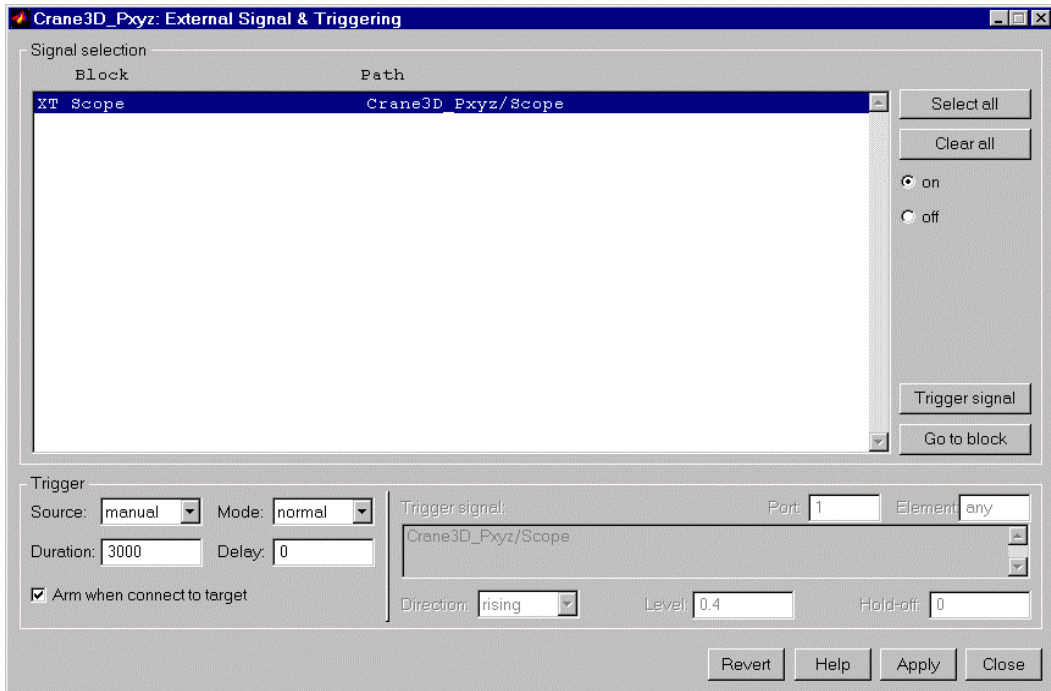 Crane3D_Pxyz: External Signal & Triggering
Signal selection
Block Path
XT Scope Crane3D_Pxyz/Scope
Select all
Clear all
on
off
Trigger signal
Go to block
Trigger
Source: manual Mode: normal
Duration: 3000 Delay: 0
Arm when connect to target
Trigger signal: Port: 1 Element: any
Crane3D_Pxyz/Scope
Direction: rising Level: 0.4 Hold-off: 0
Revert Help Apply Close